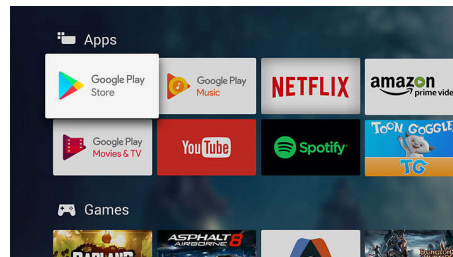 Apps
Google Play
Store
Google Play
Music
NETFLIX
amazon
prime vide
Google Play
Movies & TV
YouTube
Spotify
TOON GOGGLE
TG
Games
BADLAND
ASPHALT 8
AIRBORNE